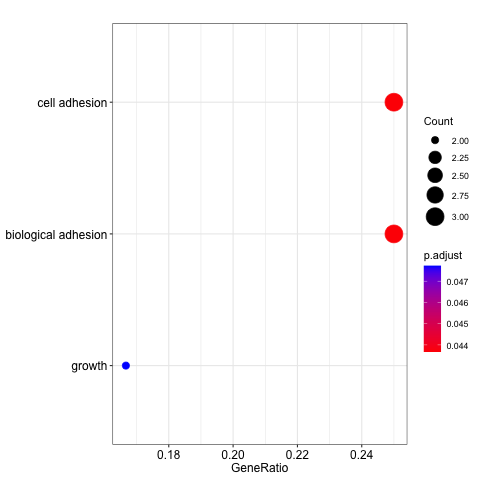 cell adhesion
biological adhesion
growth
0.18 0.20 0.22 0.24
GeneRatio
Count
2.00
2.25
2.50
2.75
3.00
p.adjust
0.047
0.046
0.045
0.044